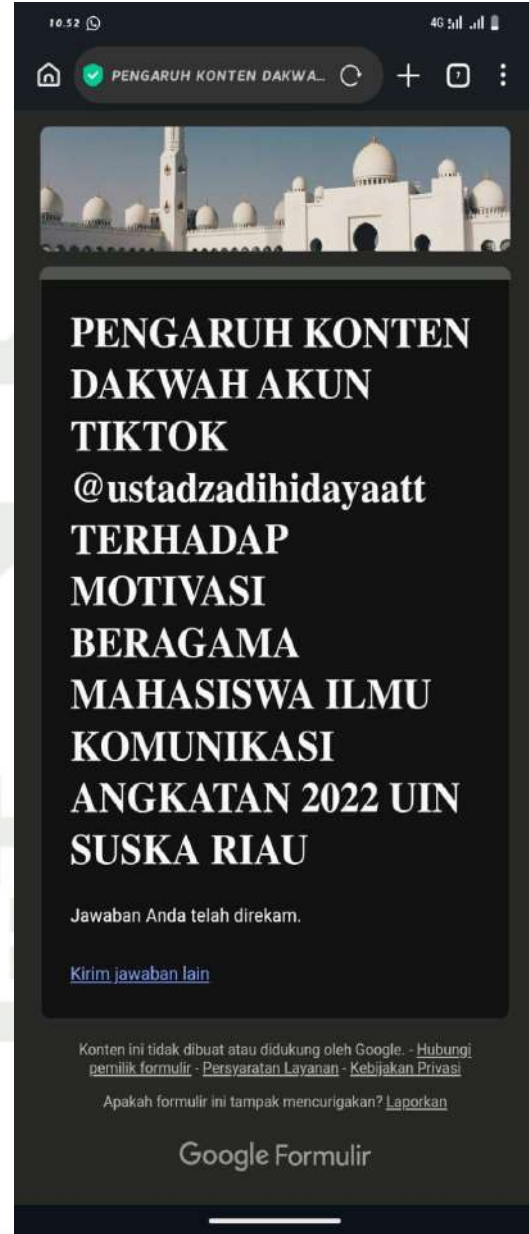 10.52
4G
PENGARUH KONTEN DAKWA...
7
PENGARUH KONTEN
DAKWAH AKUN
TIKTOK
@ustadzadihidayaatt
TERHADAP
MOTIVASI
BERAGAMA
MAHASISWA ILMU
KOMUNIKASI
ANGKATAN 2022 UIN
SUSKA RIAU
Jawaban Anda telah direkam.
Kirim jawaban lain
Konten ini tidak dibuat atau didukung oleh Google. - Hubungi
pemilik formulir - Persyaratan Layanan - Kebijakan Privasi
Apakah formulir ini tampak mencurigakan? Laporkan
Google Formulir